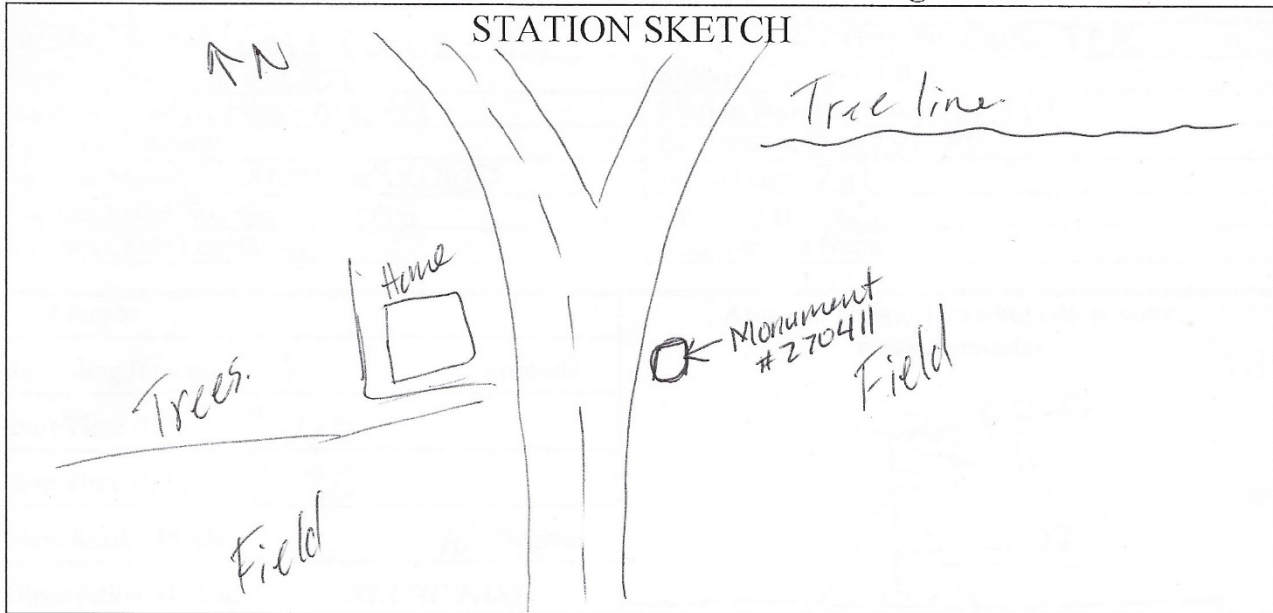 STATION SKETCH
↑ N
Tree line.
Home
Monument
#270411
Trees.
Field
Field